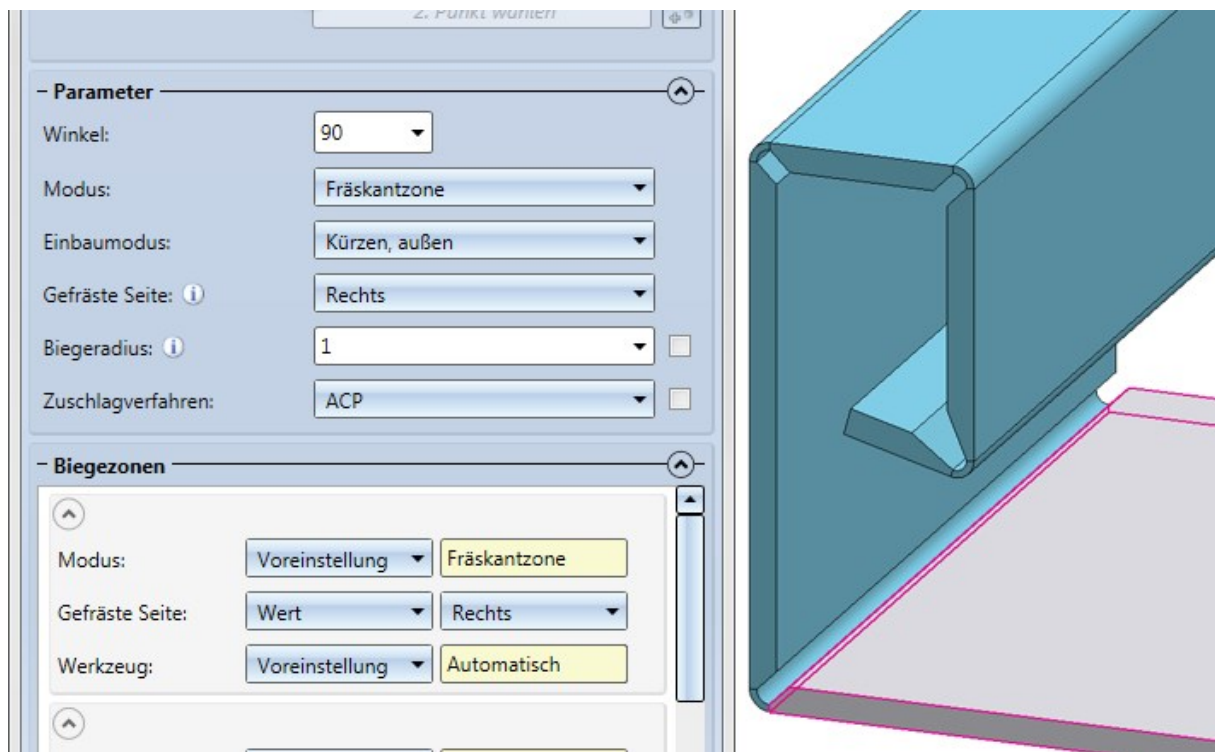 2. Punkt wählen
Parameter
Winkel: 90
Modus: Fräskantzone
Einbaumodus: Kürzen, außen
Gefräste Seite: Rechts
Biegeradius: 1
Zuschlagverfahren: ACP
Biegezonen
Modus: Voreinstellung Fräskantzone
Gefräste Seite: Wert Rechts
Werkzeug: Voreinstellung Automatisch